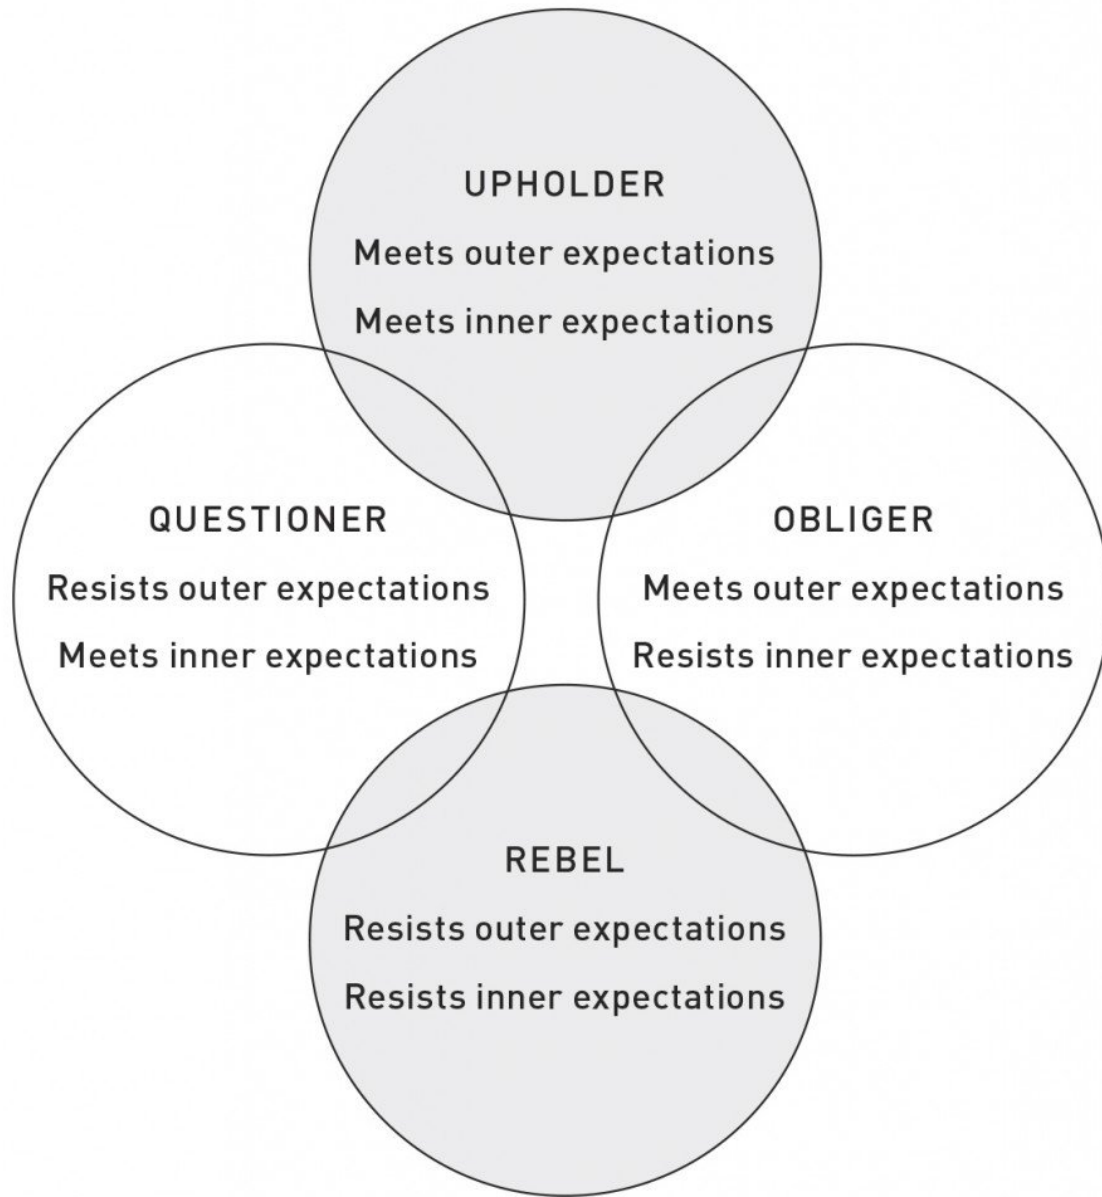 UPHOLDER
Meets outer expectations
Meets inner expectations
QUESTIONER
Resists outer expectations
Meets inner expectations
OBLIGER
Meets outer expectations
Resists inner expectations
REBEL
Resists outer expectations
Resists inner expectations